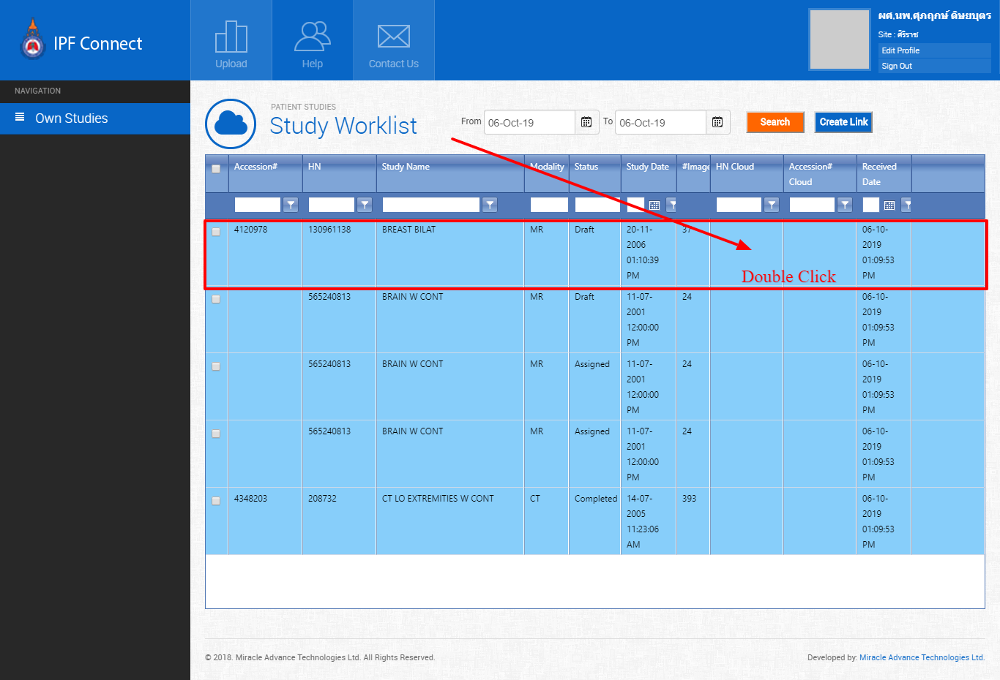 IPF Connect
Upload
Help
Contact Us
ผศ.นพ.ศุภฤกษ์ ดิษยบุตร
Site : ศิริราช
Edit Profile
Sign Out
NAVIGATION
Own Studies
PATIENT STUDIES
Study Worklist
From 06-Oct-19 To 06-Oct-19 Search Create Link
Accession# HN Study Name Modality Status Study Date #Image HN Cloud Accession# Cloud Received Date
4120978 130961138 BREAST BILAT MR Draft 20-11-2006 01:10:39 PM 37 06-10-2019 01:09:53 PM
Double Click
565240813 BRAIN W CONT MR Draft 11-07-2001 12:00:00 PM 24 06-10-2019 01:09:53 PM
565240813 BRAIN W CONT MR Assigned 11-07-2001 12:00:00 PM 24 06-10-2019 01:09:53 PM
565240813 BRAIN W CONT MR Assigned 11-07-2001 12:00:00 PM 24 06-10-2019 01:09:53 PM
4348203 208732 CT LO EXTREMITIES W CONT CT Completed 14-07-2005 11:23:06 AM 393 06-10-2019 01:09:53 PM
© 2018. Miracle Advance Technologies Ltd. All Rights Reserved.
Developed by: Miracle Advance Technologies Ltd.